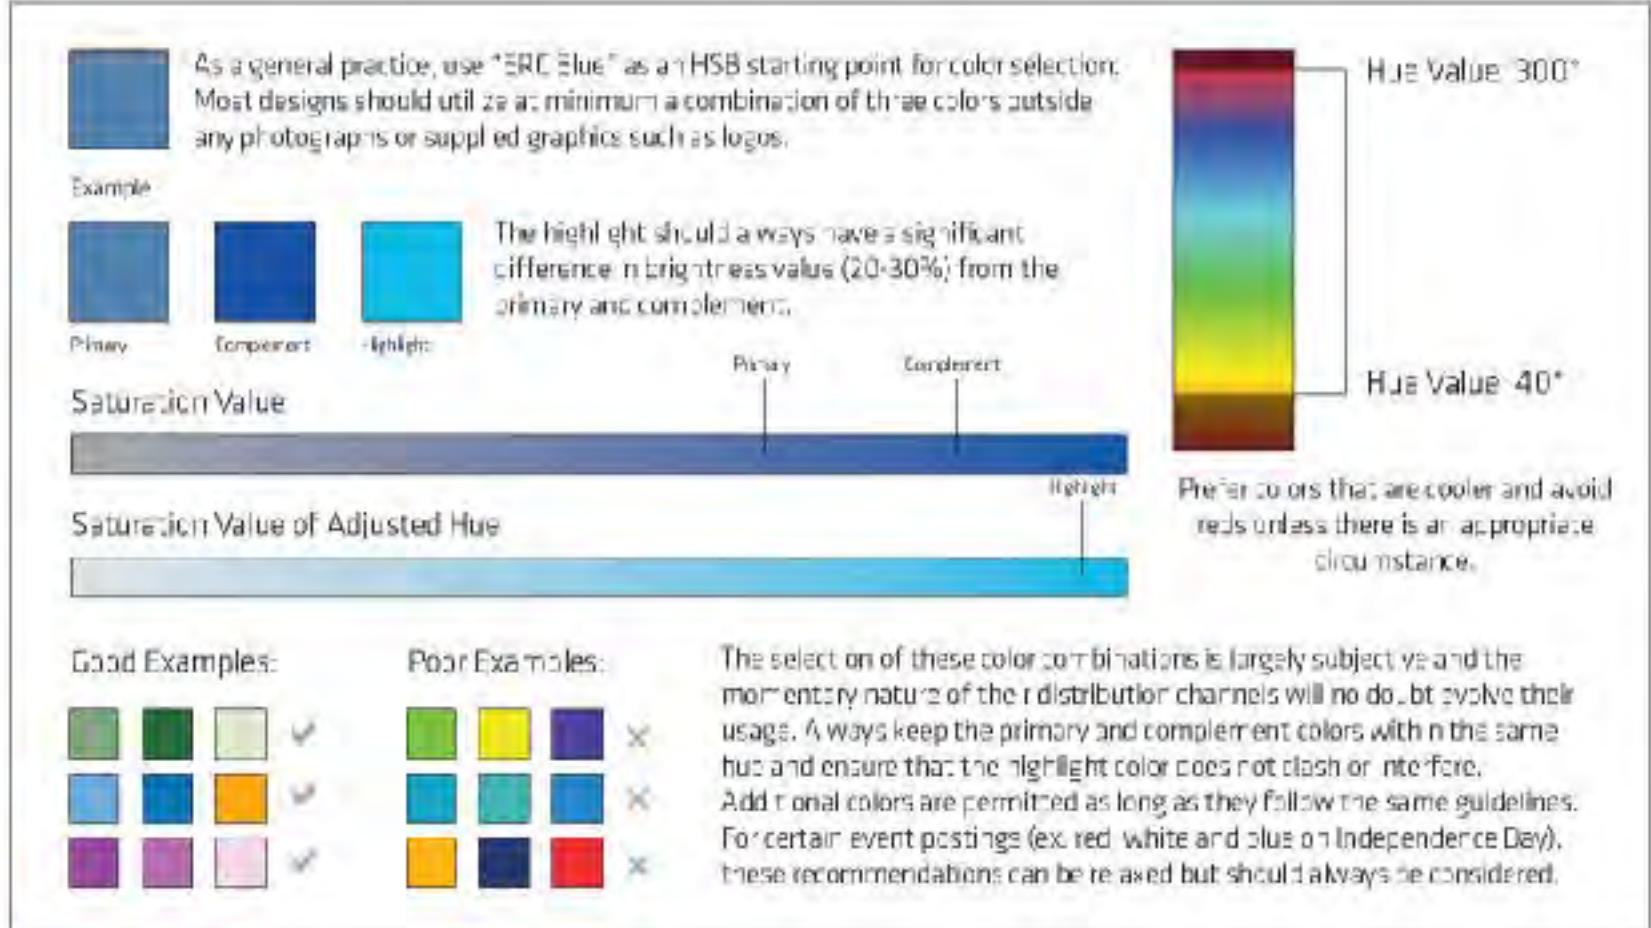 As a general practice, use "ERC Blue" as an HSB starting point for color selection.
Most designs should utilize at minimum a combination of three colors outside
any photographs or supplied graphics such as logos.
Example
Primary
Complement
Highlight
The highlight should always have a significant
difference in brightness value (20-30%) from the
primary and complement.
Primary
Complement
Saturation Value
Highlight
Saturation Value of Adjusted Hue
Hue Value 300°
Hue Value 40°
Prefer colors that are cooler and avoid
reds unless there is an appropriate
circumstance.
Good Examples:
Poor Examples:
The selection of these color combinations is largely subjective and the
momentary nature of their distribution channels will no doubt evolve their
usage. Always keep the primary and complement colors within the same
hue and ensure that the highlight color does not clash or interfere.
Additional colors are permitted as long as they follow the same guidelines.
For certain event postings (ex. red, white and blue on Independence Day),
these recommendations can be relaxed but should always be considered.